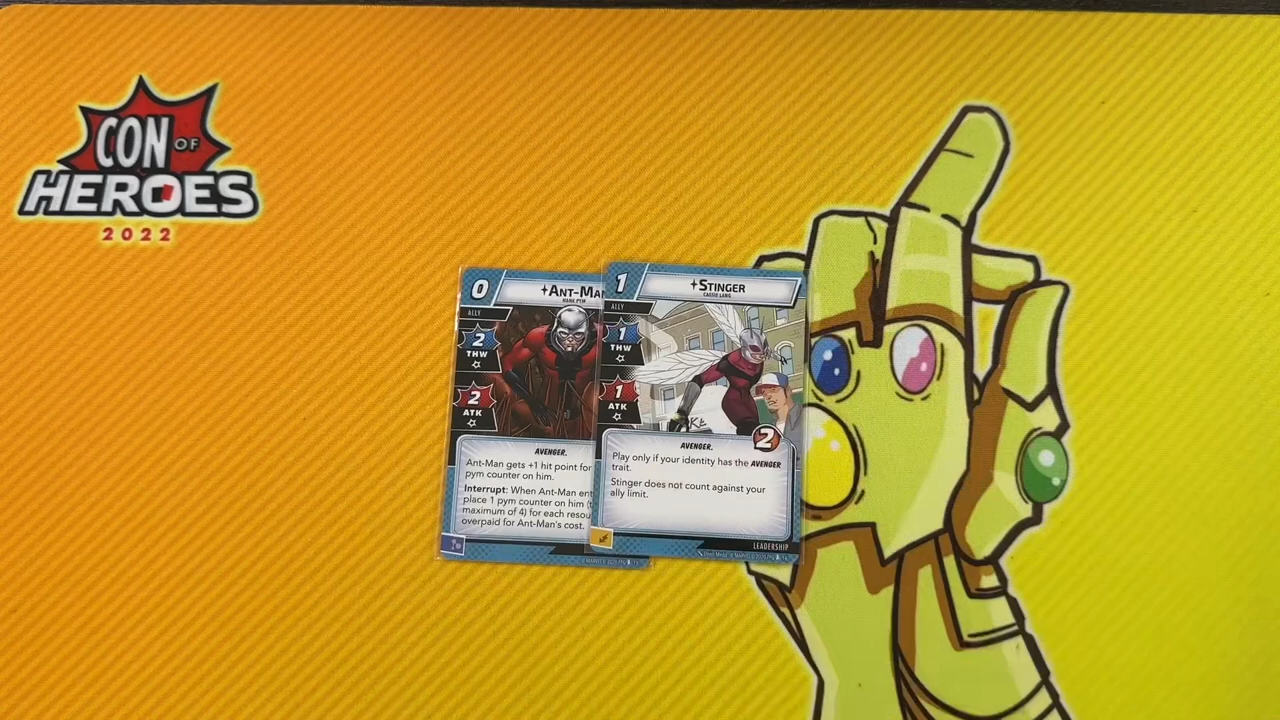 CON OF
HEROES
2022
0
✦ANT-MA
HANK PYM
ALLY
2
THW
2
ATK
AVENGER.
Ant-Man gets +1 hit point for
pym counter on him.
Interrupt: When Ant-Man ent
place 1 pym counter on him (t
maximum of 4) for each resou
overpaid for Ant-Man's cost.
1
✦STINGER
CASSIE LANG
ALLY
1
THW
1
ATK
2
AVENGER.
Play only if your identity has the AVENGER
trait.
Stinger does not count against your
ally limit.
LEADERSHIP